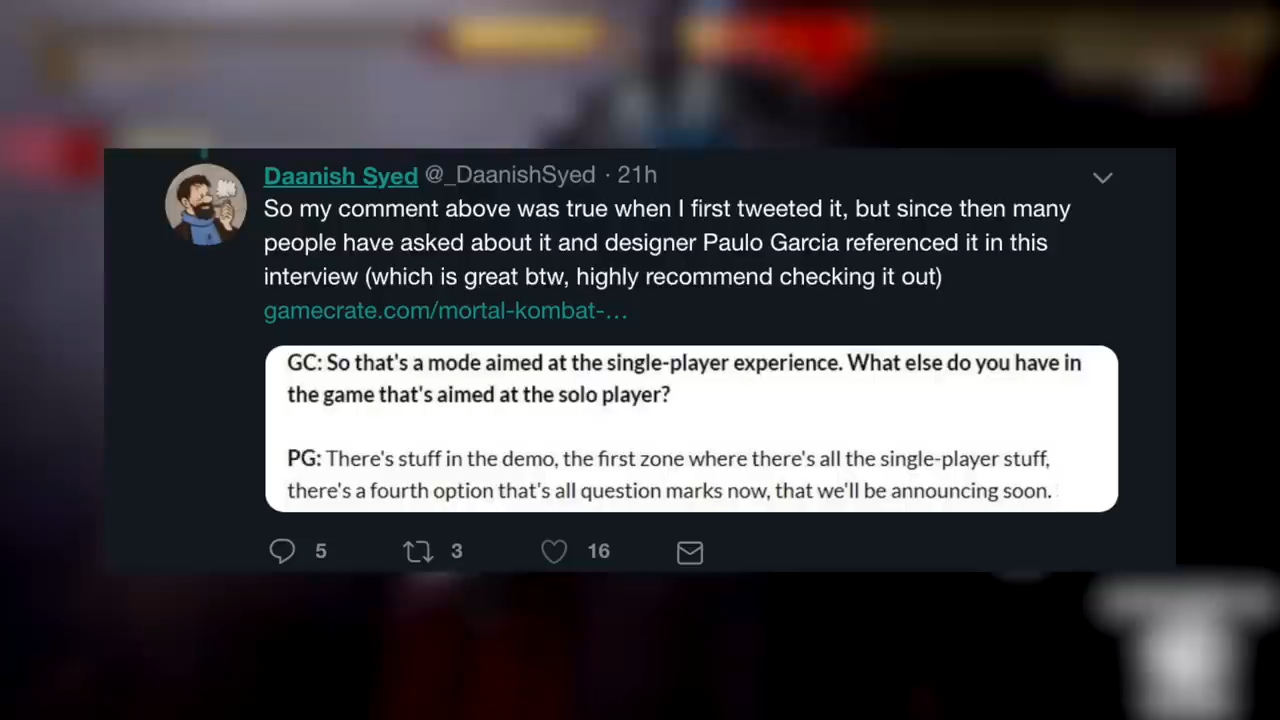 Daanish Syed @_DaanishSyed · 21h
So my comment above was true when I first tweeted it, but since then many
people have asked about it and designer Paulo Garcia referenced it in this
interview (which is great btw, highly recommend checking it out)
gamecrate.com/mortal-kombat-…
GC: So that's a mode aimed at the single-player experience. What else do you have in
the game that's aimed at the solo player?
PG: There's stuff in the demo, the first zone where there's all the single-player stuff,
there's a fourth option that's all question marks now, that we'll be announcing soon.
5 3 16